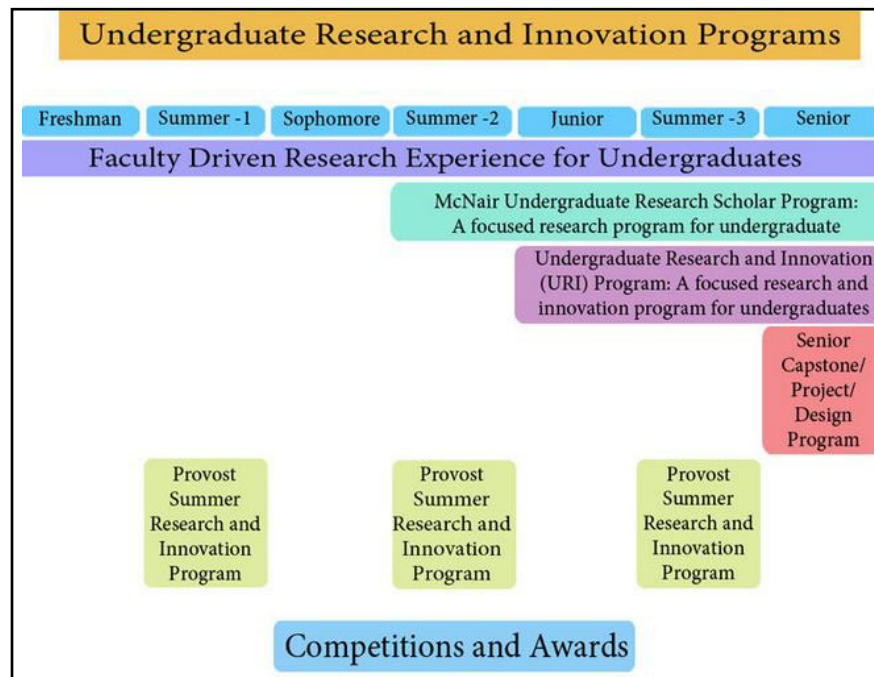 Undergraduate Research and Innovation Programs
Freshman
Summer -1
Sophomore
Summer -2
Junior
Summer -3
Senior
Faculty Driven Research Experience for Undergraduates
McNair Undergraduate Research Scholar Program:
A focused research program for undergraduate
Undergraduate Research and Innovation
(URI) Program: A focused research and
innovation program for undergraduates
Senior
Capstone/
Project/
Design
Program
Provost
Summer
Research and
Innovation
Program
Provost
Summer
Research and
Innovation
Program
Provost
Summer
Research and
Innovation
Program
Competitions and Awards